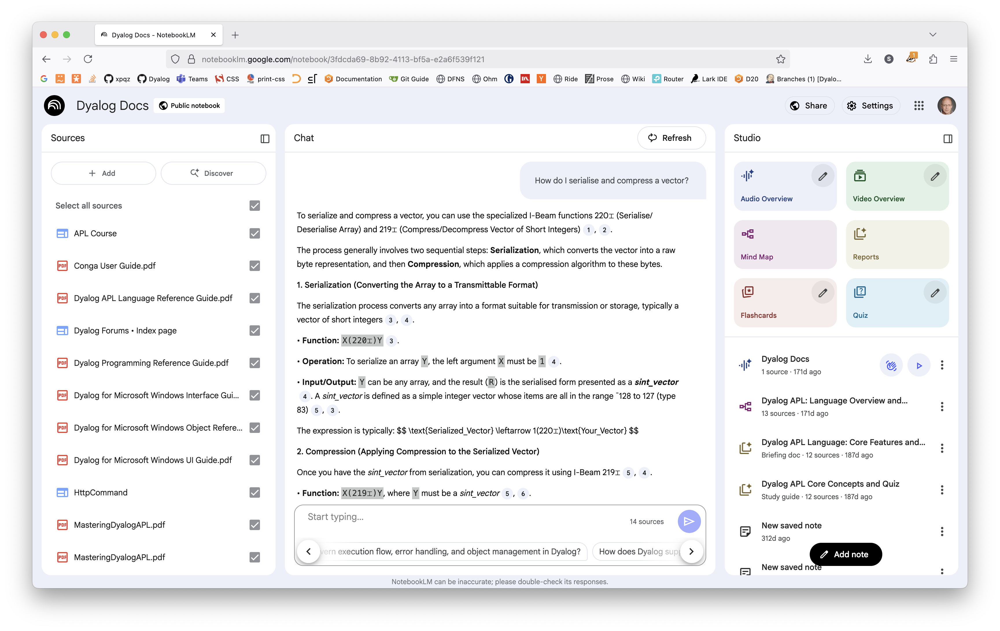 Dyalog Docs - NotebookLM
notebooklm.google.com/notebook/3fdcda69-8b92-4113-bf5a-e2a6f539f121
S
1
xpqz
Dyalog
Teams
CSS
print-css
Documentation
Git Guide
DFNS
Ohm
DN.
Y
Ride
Prose
Wiki
Router
Lark IDE
D20
Branches (1) [Dyalo...
Dyalog Docs
Public notebook
Share
Settings
Sources
Add
Discover
Select all sources
APL Course
PDF Conga User Guide.pdf
PDF Dyalog APL Language Reference Guide.pdf
Dyalog Forums • Index page
PDF Dyalog Programming Reference Guide.pdf
PDF Dyalog for Microsoft Windows Interface Gui...
PDF Dyalog for Microsoft Windows Object Refere...
PDF Dyalog for Microsoft Windows UI Guide.pdf
HttpCommand
PDF MasteringDyalogAPL.pdf
PDF MasteringDyalogAPL.pdf
Chat
Refresh
How do I serialise and compress a vector?
To serialize and compress a vector, you can use the specialized I-Beam functions 220⌶ (Serialise/
Deserialise Array) and 219⌶ (Compress/Decompress Vector of Short Integers) 1 , 2 .
The process generally involves two sequential steps: Serialization, which converts the vector into a raw
byte representation, and then Compression, which applies a compression algorithm to these bytes.
1. Serialization (Converting the Array to a Transmittable Format)
The serialization process converts any array into a format suitable for transmission or storage, typically a
vector of short integers 3 , 4 .
• Function: X(220⌶)Y 3 .
• Operation: To serialize an array Y, the left argument X must be 1 4 .
• Input/Output: Y can be any array, and the result (R) is the serialised form presented as a sint_vector
4 . A sint_vector is defined as a simple integer vector whose items are all in the range ¯128 to 127 (type
83) 5 , 3 .
The expression is typically: $$ \text{Serialized_Vector} \leftarrow 1(220⌶)\text{Your_Vector} $$
2. Compression (Applying Compression to the Serialized Vector)
Once you have the sint_vector from serialization, you can compress it using I-Beam 219⌶ 5 , 4 .
• Function: X(219⌶)Y, where Y must be a sint_vector 5 , 6 .
Start typing...
14 sources
vern execution flow, error handling, and object management in Dyalog?
How does Dyalog supp
NotebookLM can be inaccurate; please double-check its responses.
Studio
Audio Overview
Video Overview
Mind Map
Reports
Flashcards
Quiz
Dyalog Docs
1 source · 171d ago
Dyalog APL: Language Overview and...
13 sources · 171d ago
Dyalog APL Language: Core Features and...
Briefing doc · 12 sources · 187d ago
Dyalog APL Core Concepts and Quiz
Study guide · 12 sources · 187d ago
New saved note
312d ago
Add note
New saved note